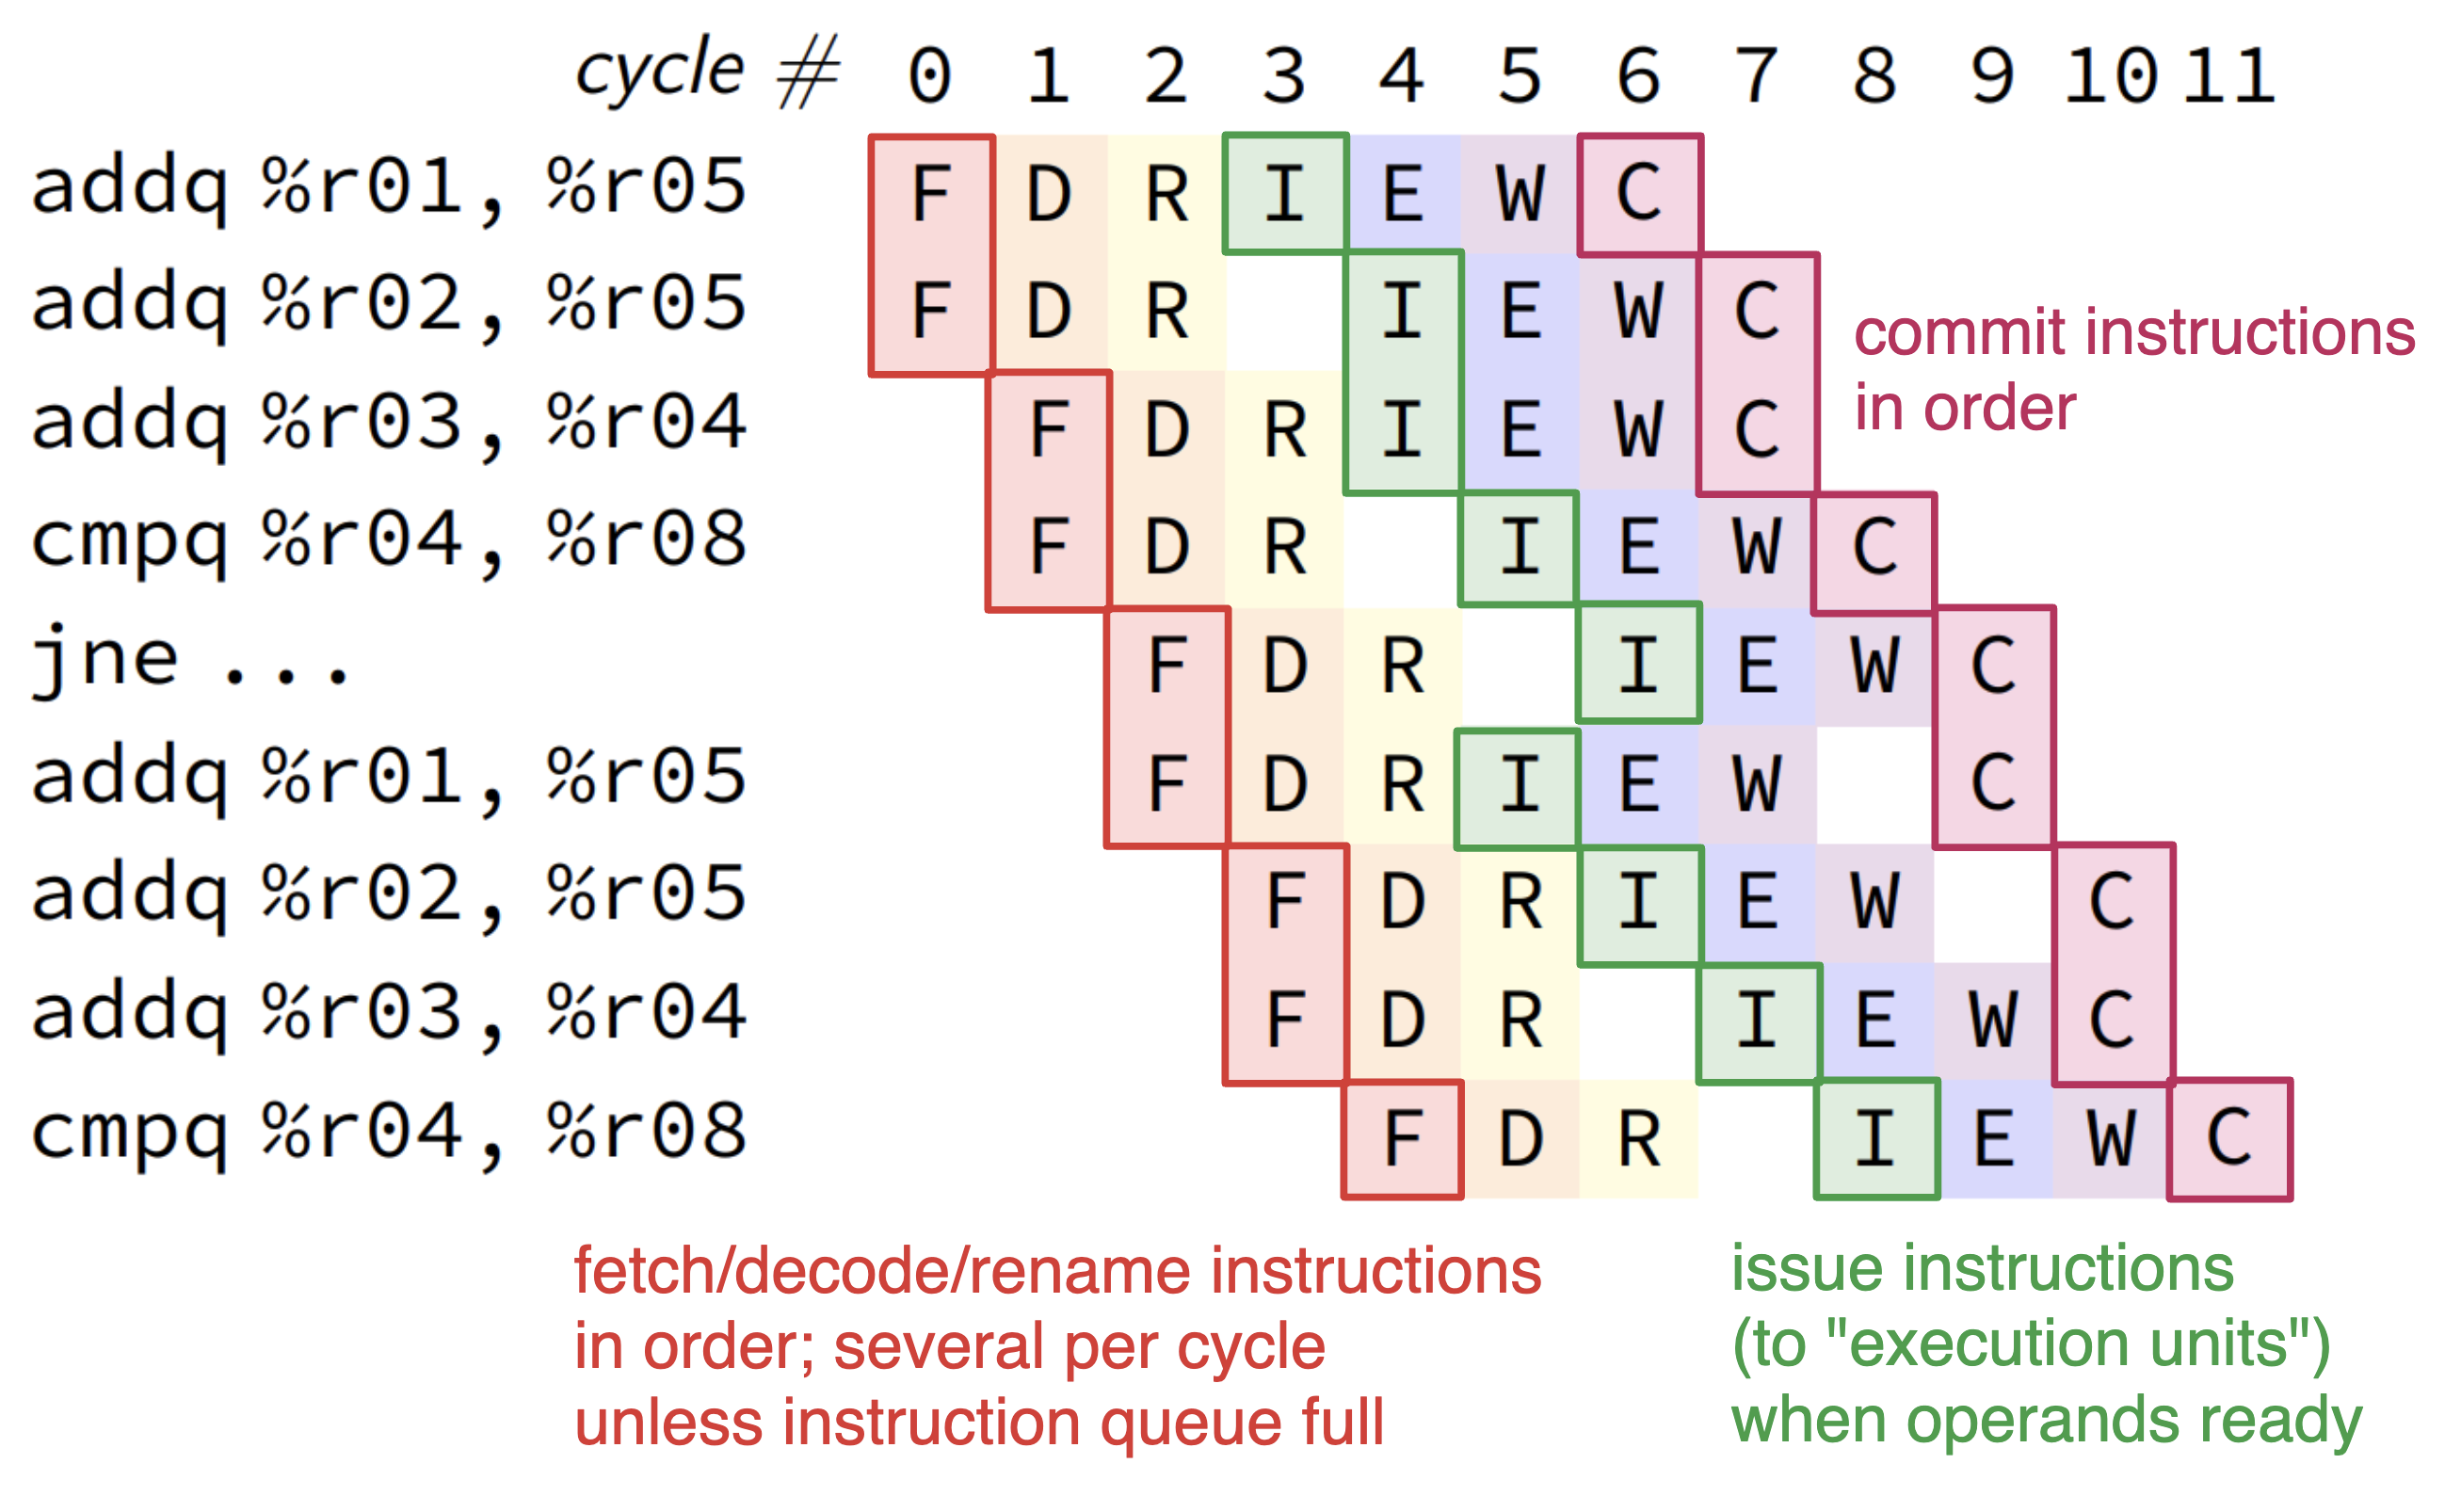 cycle # 0 1 2 3 4 5 6 7 8 9 10 11
addq %r01, %r05 F D R I E W C
addq %r02, %r05 F D R I E W C
addq %r03, %r04 F D R I E W C
cmpq %r04, %r08 F D R I E W C
jne ... F D R I E W C
addq %r01, %r05 F D R I E W C
addq %r02, %r05 F D R I E W C
addq %r03, %r04 F D R I E W C
cmpq %r04, %r08 F D R I E W C
commit instructions
in order
fetch/decode/rename instructions
in order; several per cycle
unless instruction queue full
issue instructions
(to "execution units")
when operands ready